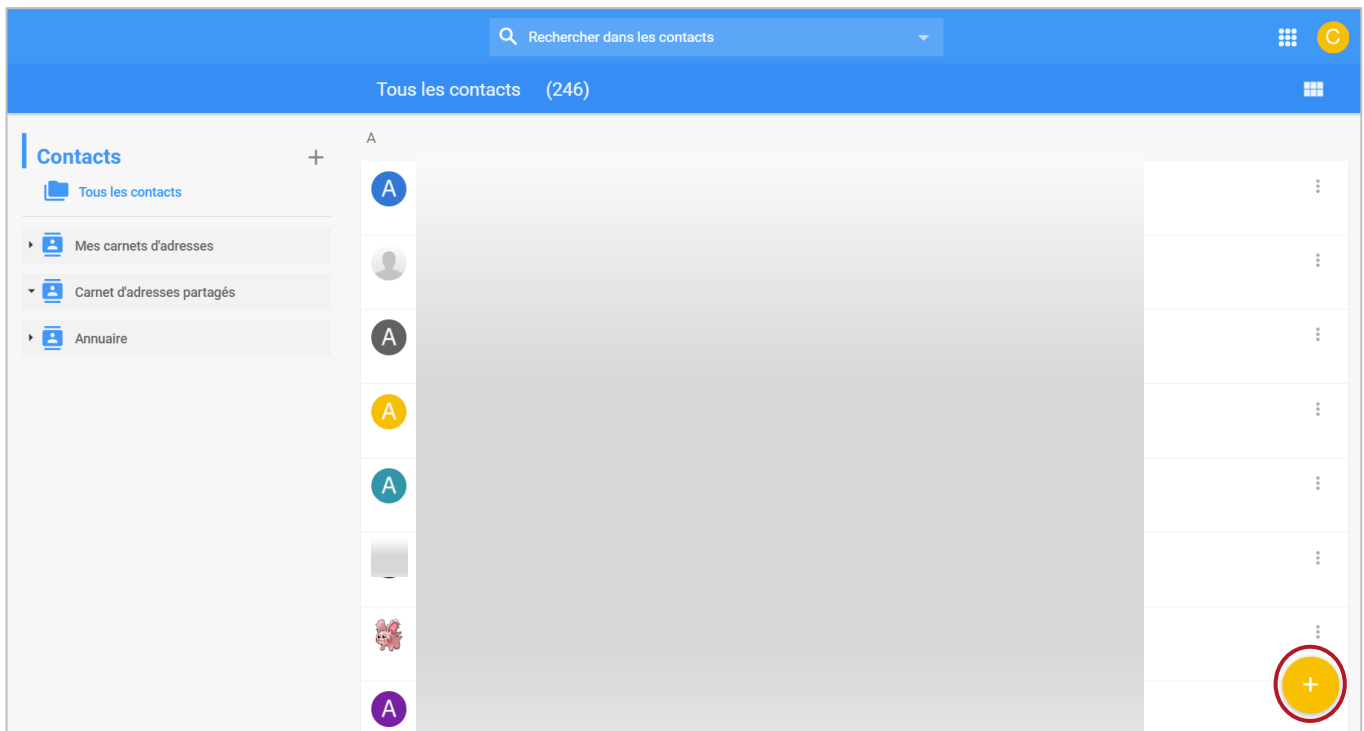 Rechercher dans les contacts
C
Tous les contacts (246)
Contacts +
Tous les contacts
Mes carnets d'adresses
Carnet d'adresses partagés
Annuaire
A
A
A
A
A
+
A